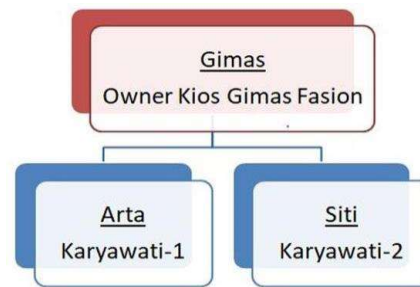 Gimas
Owner Kios Gimas Fasion
Arta
Karyawati-1
Siti
Karyawati-2